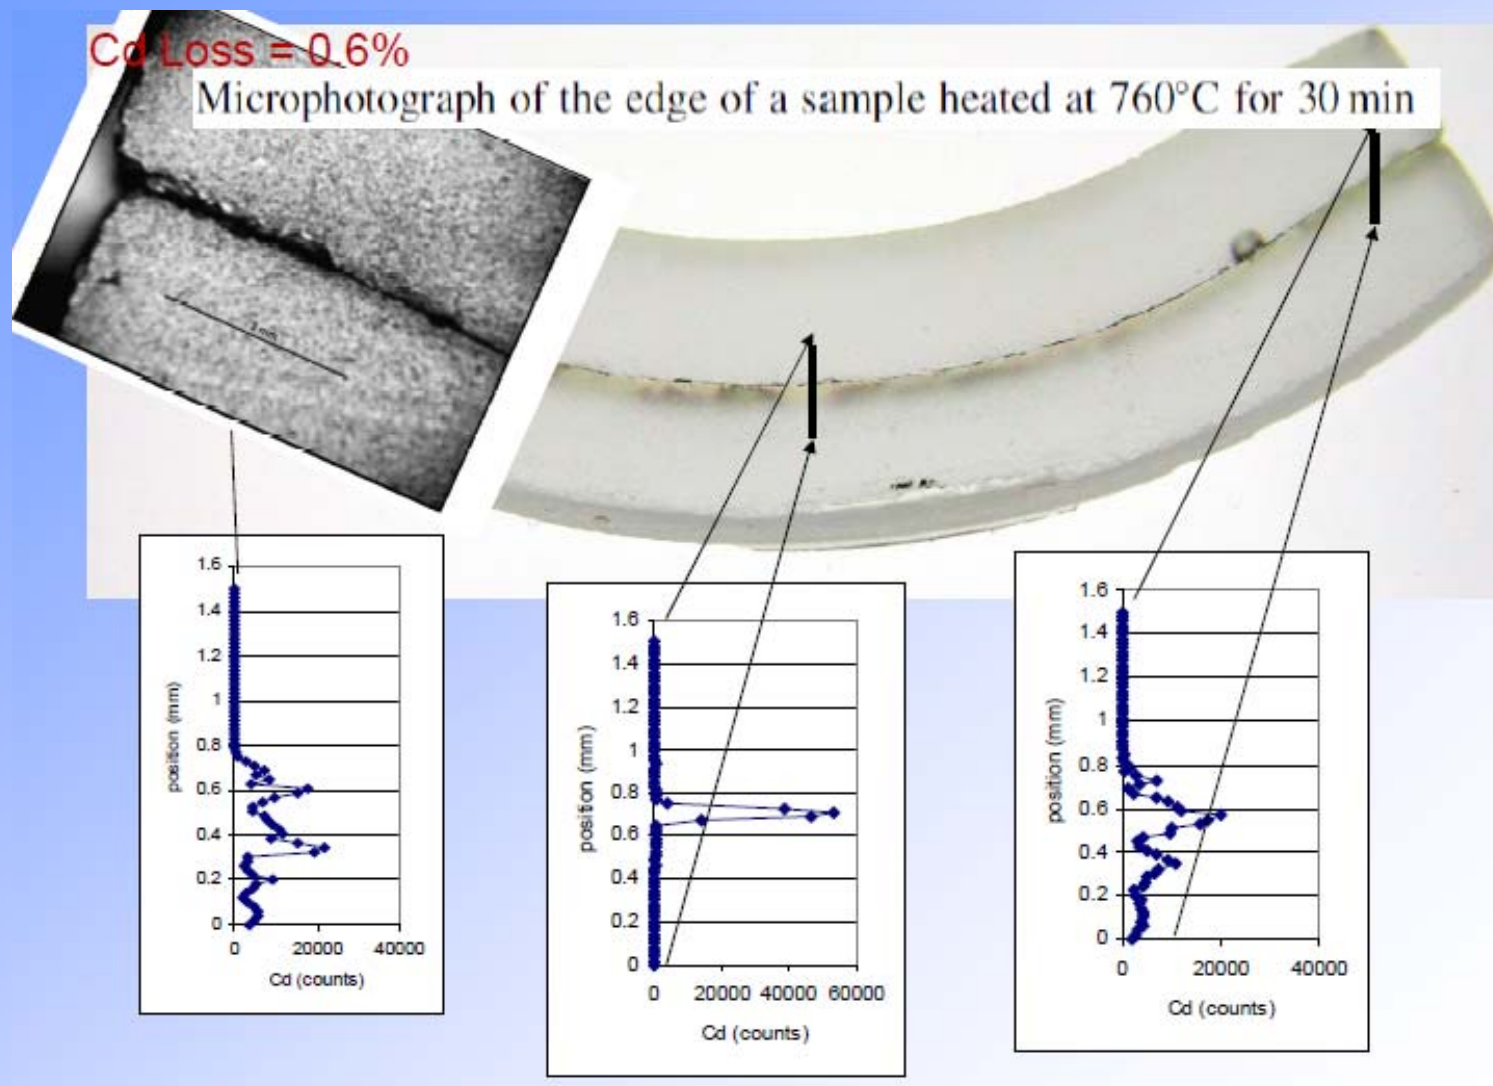 Cd Loss = 0.6%
Microphotograph of the edge of a sample heated at 760°C for 30 min
1.6
1.4
1.2
1
0.8
0.6
0.4
0.2
0
position (mm)
0 20000 40000
Cd (counts)
1.6
1.4
1.2
1
0.8
0.6
0.4
0.2
0
position (mm)
0 20000 40000 60000
Cd (counts)
1.6
1.4
1.2
1
0.8
0.6
0.4
0.2
0
position (mm)
0 20000 40000
Cd (counts)